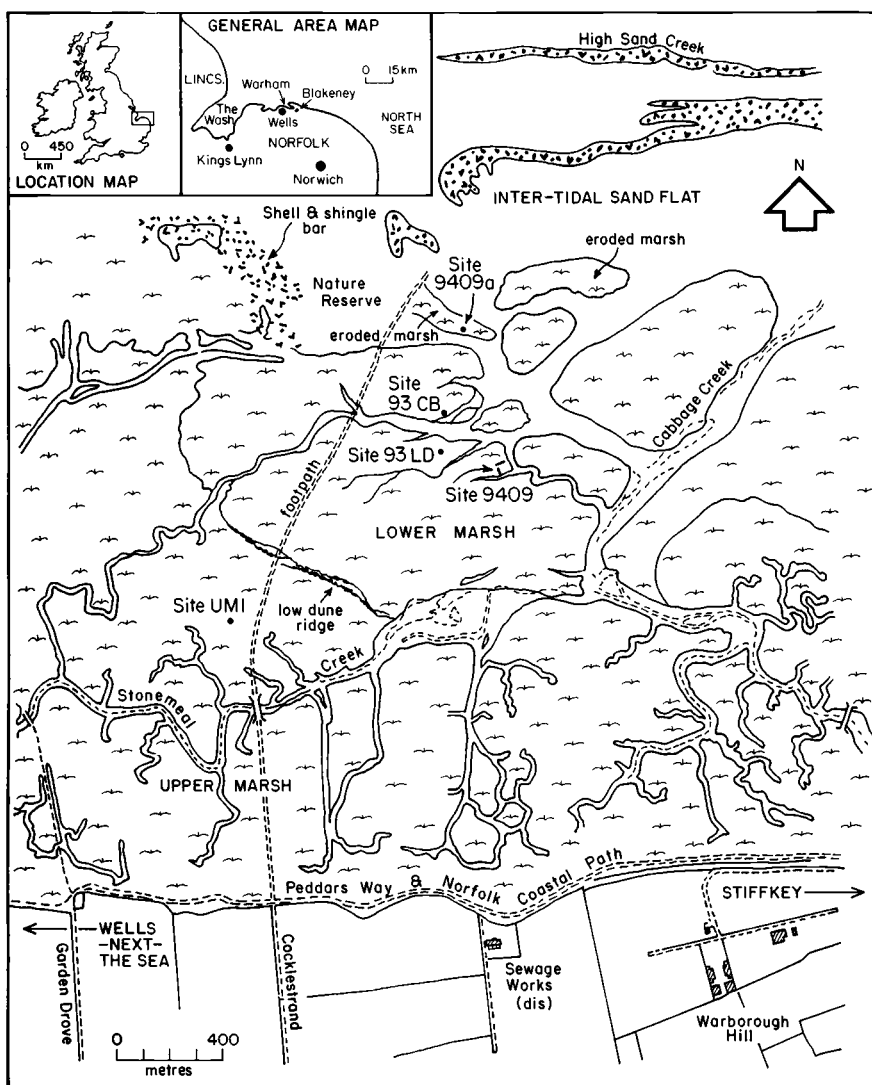 LOCATION MAP
0 450
km
GENERAL AREA MAP
LINCS.
The
Wash
Warham
Blakeney
Wells
0 15km
NORTH
SEA
Kings Lynn
NORFOLK
Norwich
High Sand Creek
INTER-TIDAL SAND FLAT
N
Shell & shingle
bar
Nature
Reserve
Site
9409a
eroded marsh
eroded marsh
Site
93 CB
Cabbage Creek
Site 93 LD
Site 9409
footpath
LOWER MARSH
low dune
ridge
Site UMI
Stonemeal
Creek
UPPER MARSH
Peddars Way & Norfolk Coastal Path
STIFFKEY
WELLS
-NEXT-
THE SEA
Garden Drove
Cocklestrand
Sewage
Works
(dis)
Warborough
Hill
0 400
metres